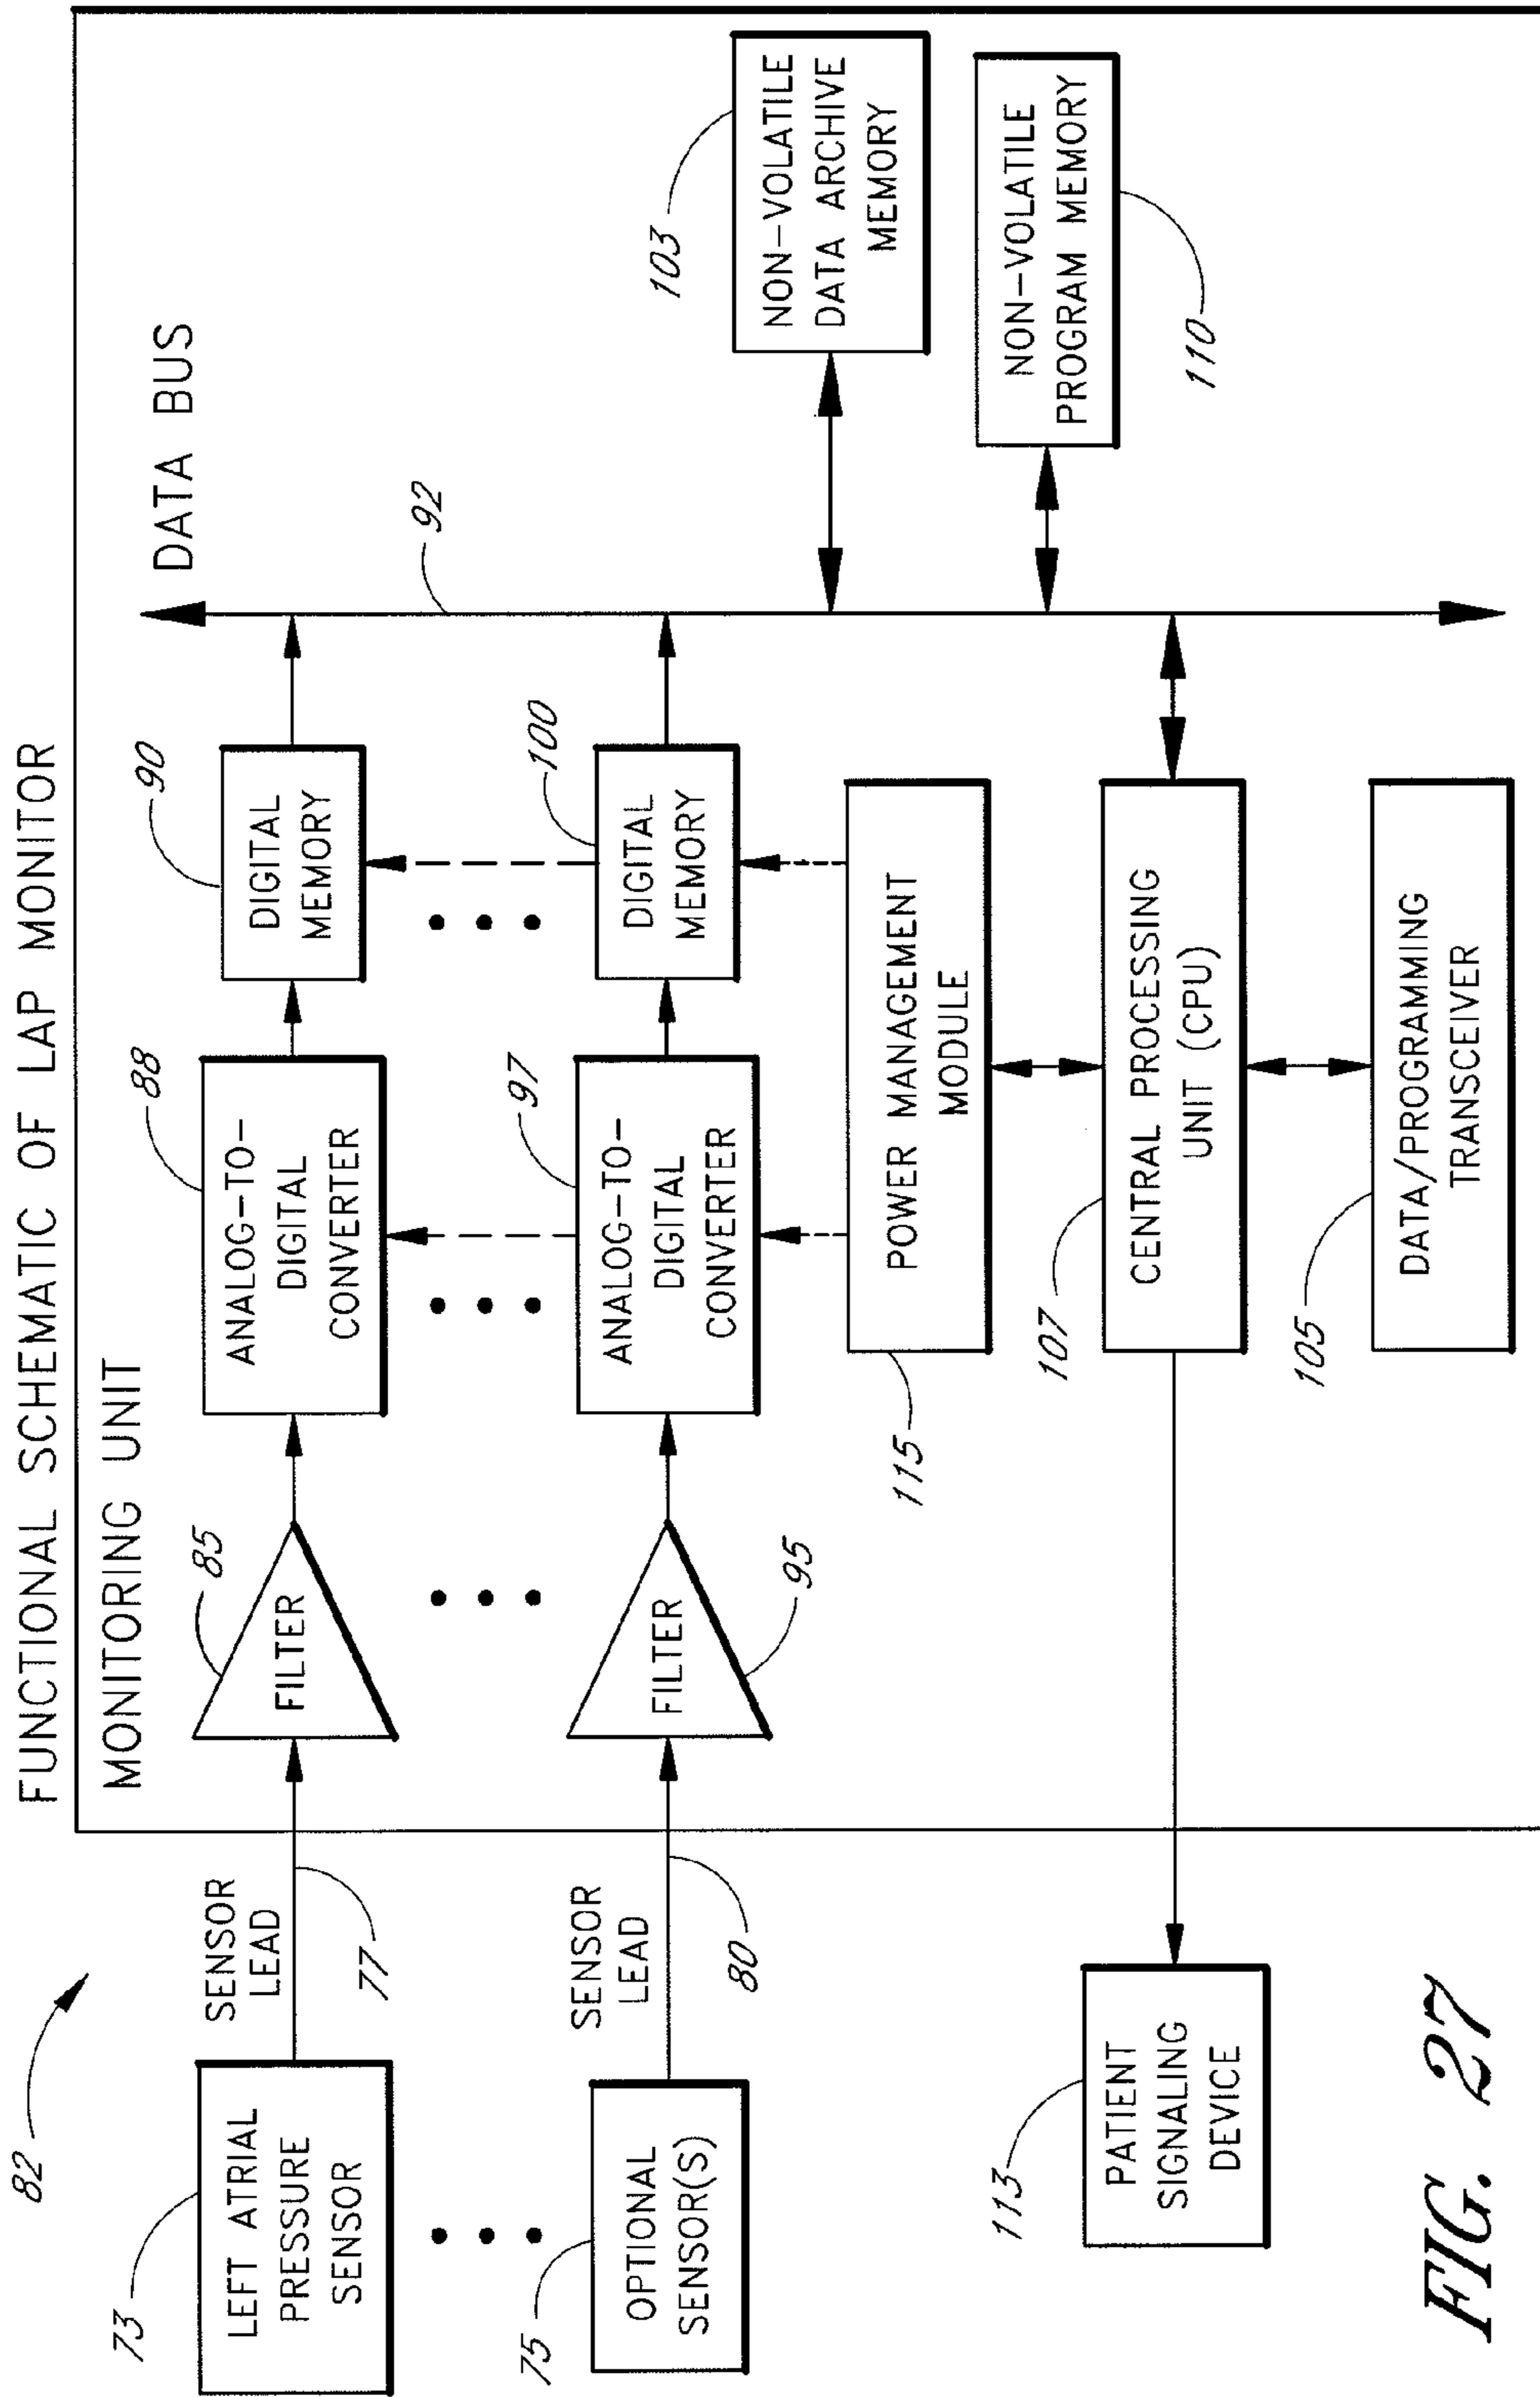 FUNCTIONAL SCHEMATIC OF LAP MONITOR
82
MONITORING UNIT
DATA BUS
73
LEFT ATRIAL
PRESSURE
SENSOR
SENSOR
LEAD
77
85
FILTER
88
ANALOG-TO-
DIGITAL
CONVERTER
90
DIGITAL
MEMORY
92
75
OPTIONAL
SENSOR(S)
SENSOR
LEAD
80
95
FILTER
97
ANALOG-TO-
DIGITAL
CONVERTER
100
DIGITAL
MEMORY
103
NON-VOLATILE
DATA ARCHIVE
MEMORY
115
POWER MANAGEMENT
MODULE
NON-VOLATILE
PROGRAM MEMORY
110
113
PATIENT
SIGNALING
DEVICE
107
CENTRAL PROCESSING
UNIT (CPU)
105
DATA/PROGRAMMING
TRANSCEIVER
FIG. 27